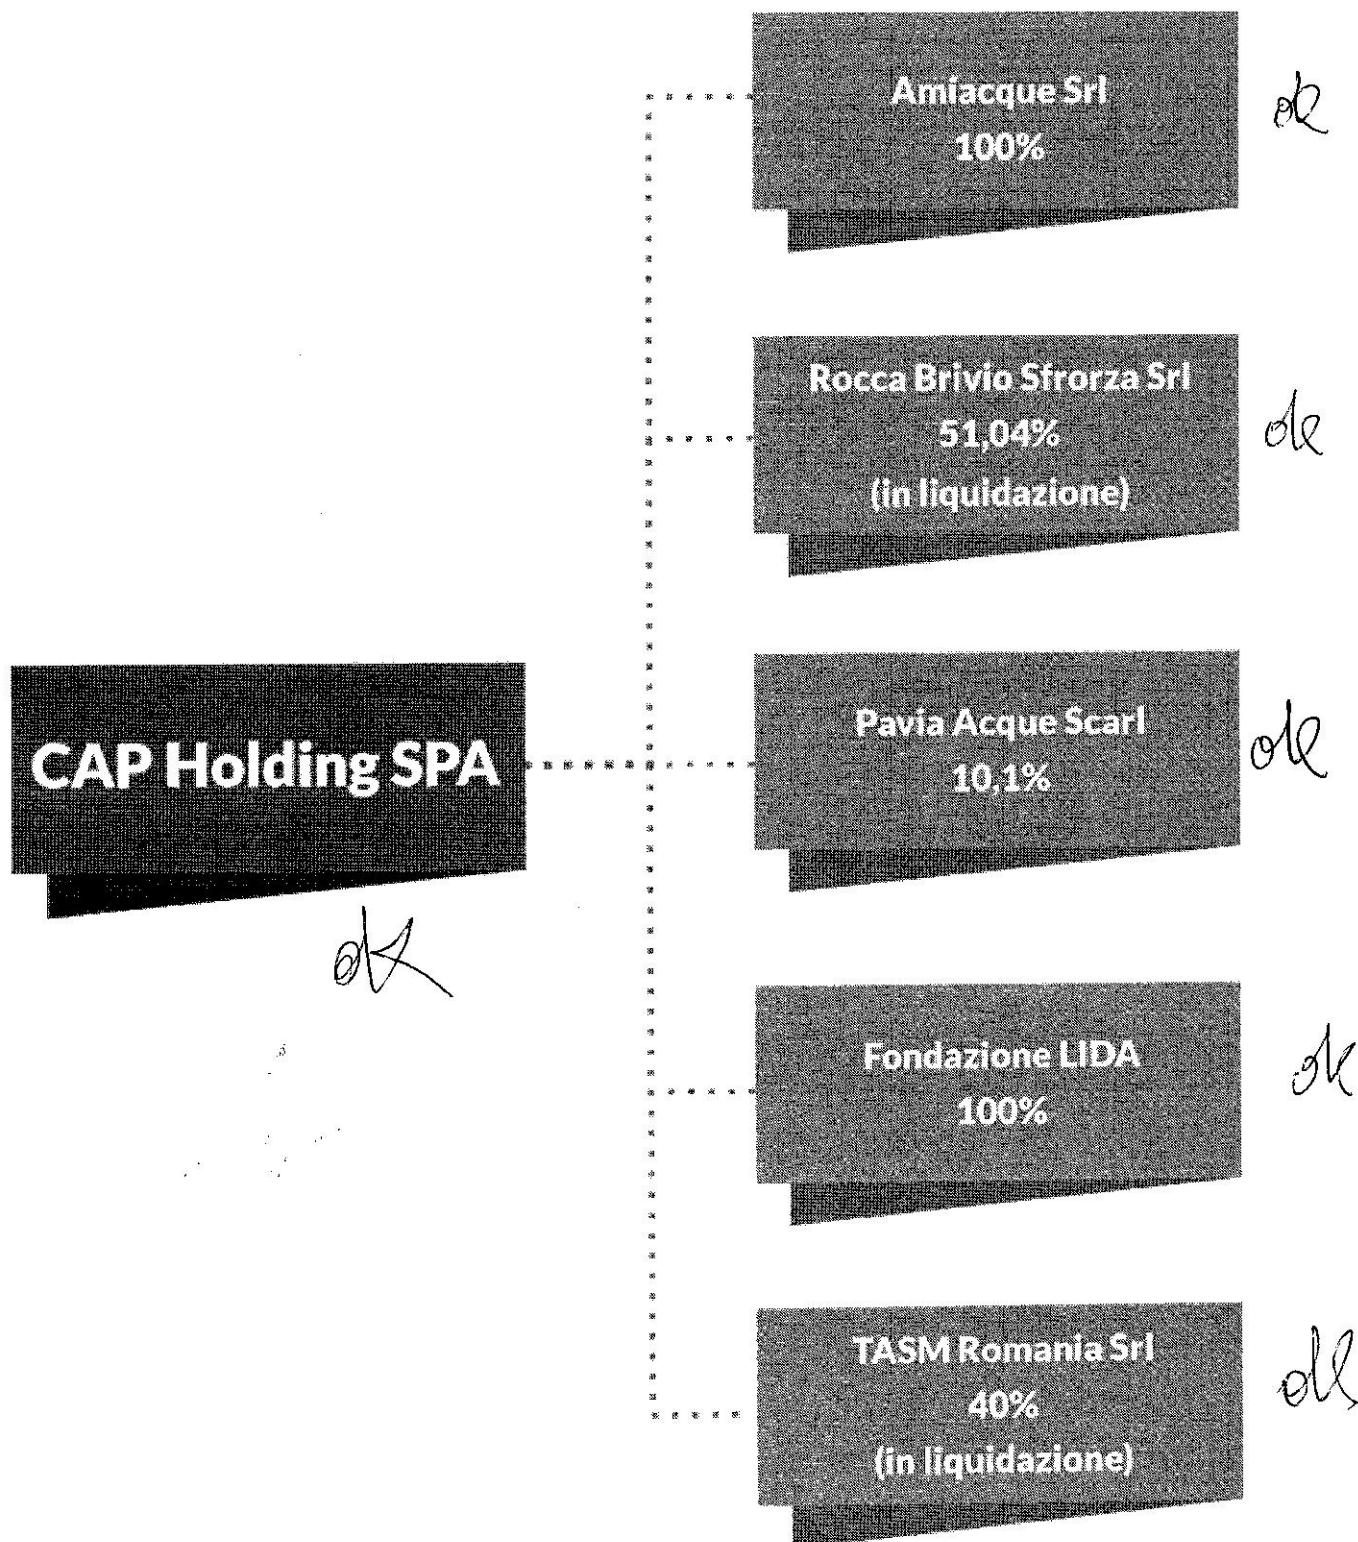 Amiacque Srl
100%
ok
Rocca Brivio Sfrorza Srl
51,04%
(in liquidazione)
ok
CAP Holding SPA
ok
Pavia Acque Scarl
10,1%
ok
Fondazione LIDA
100%
ok
TASM Romania Srl
40%
(in liquidazione)
ok